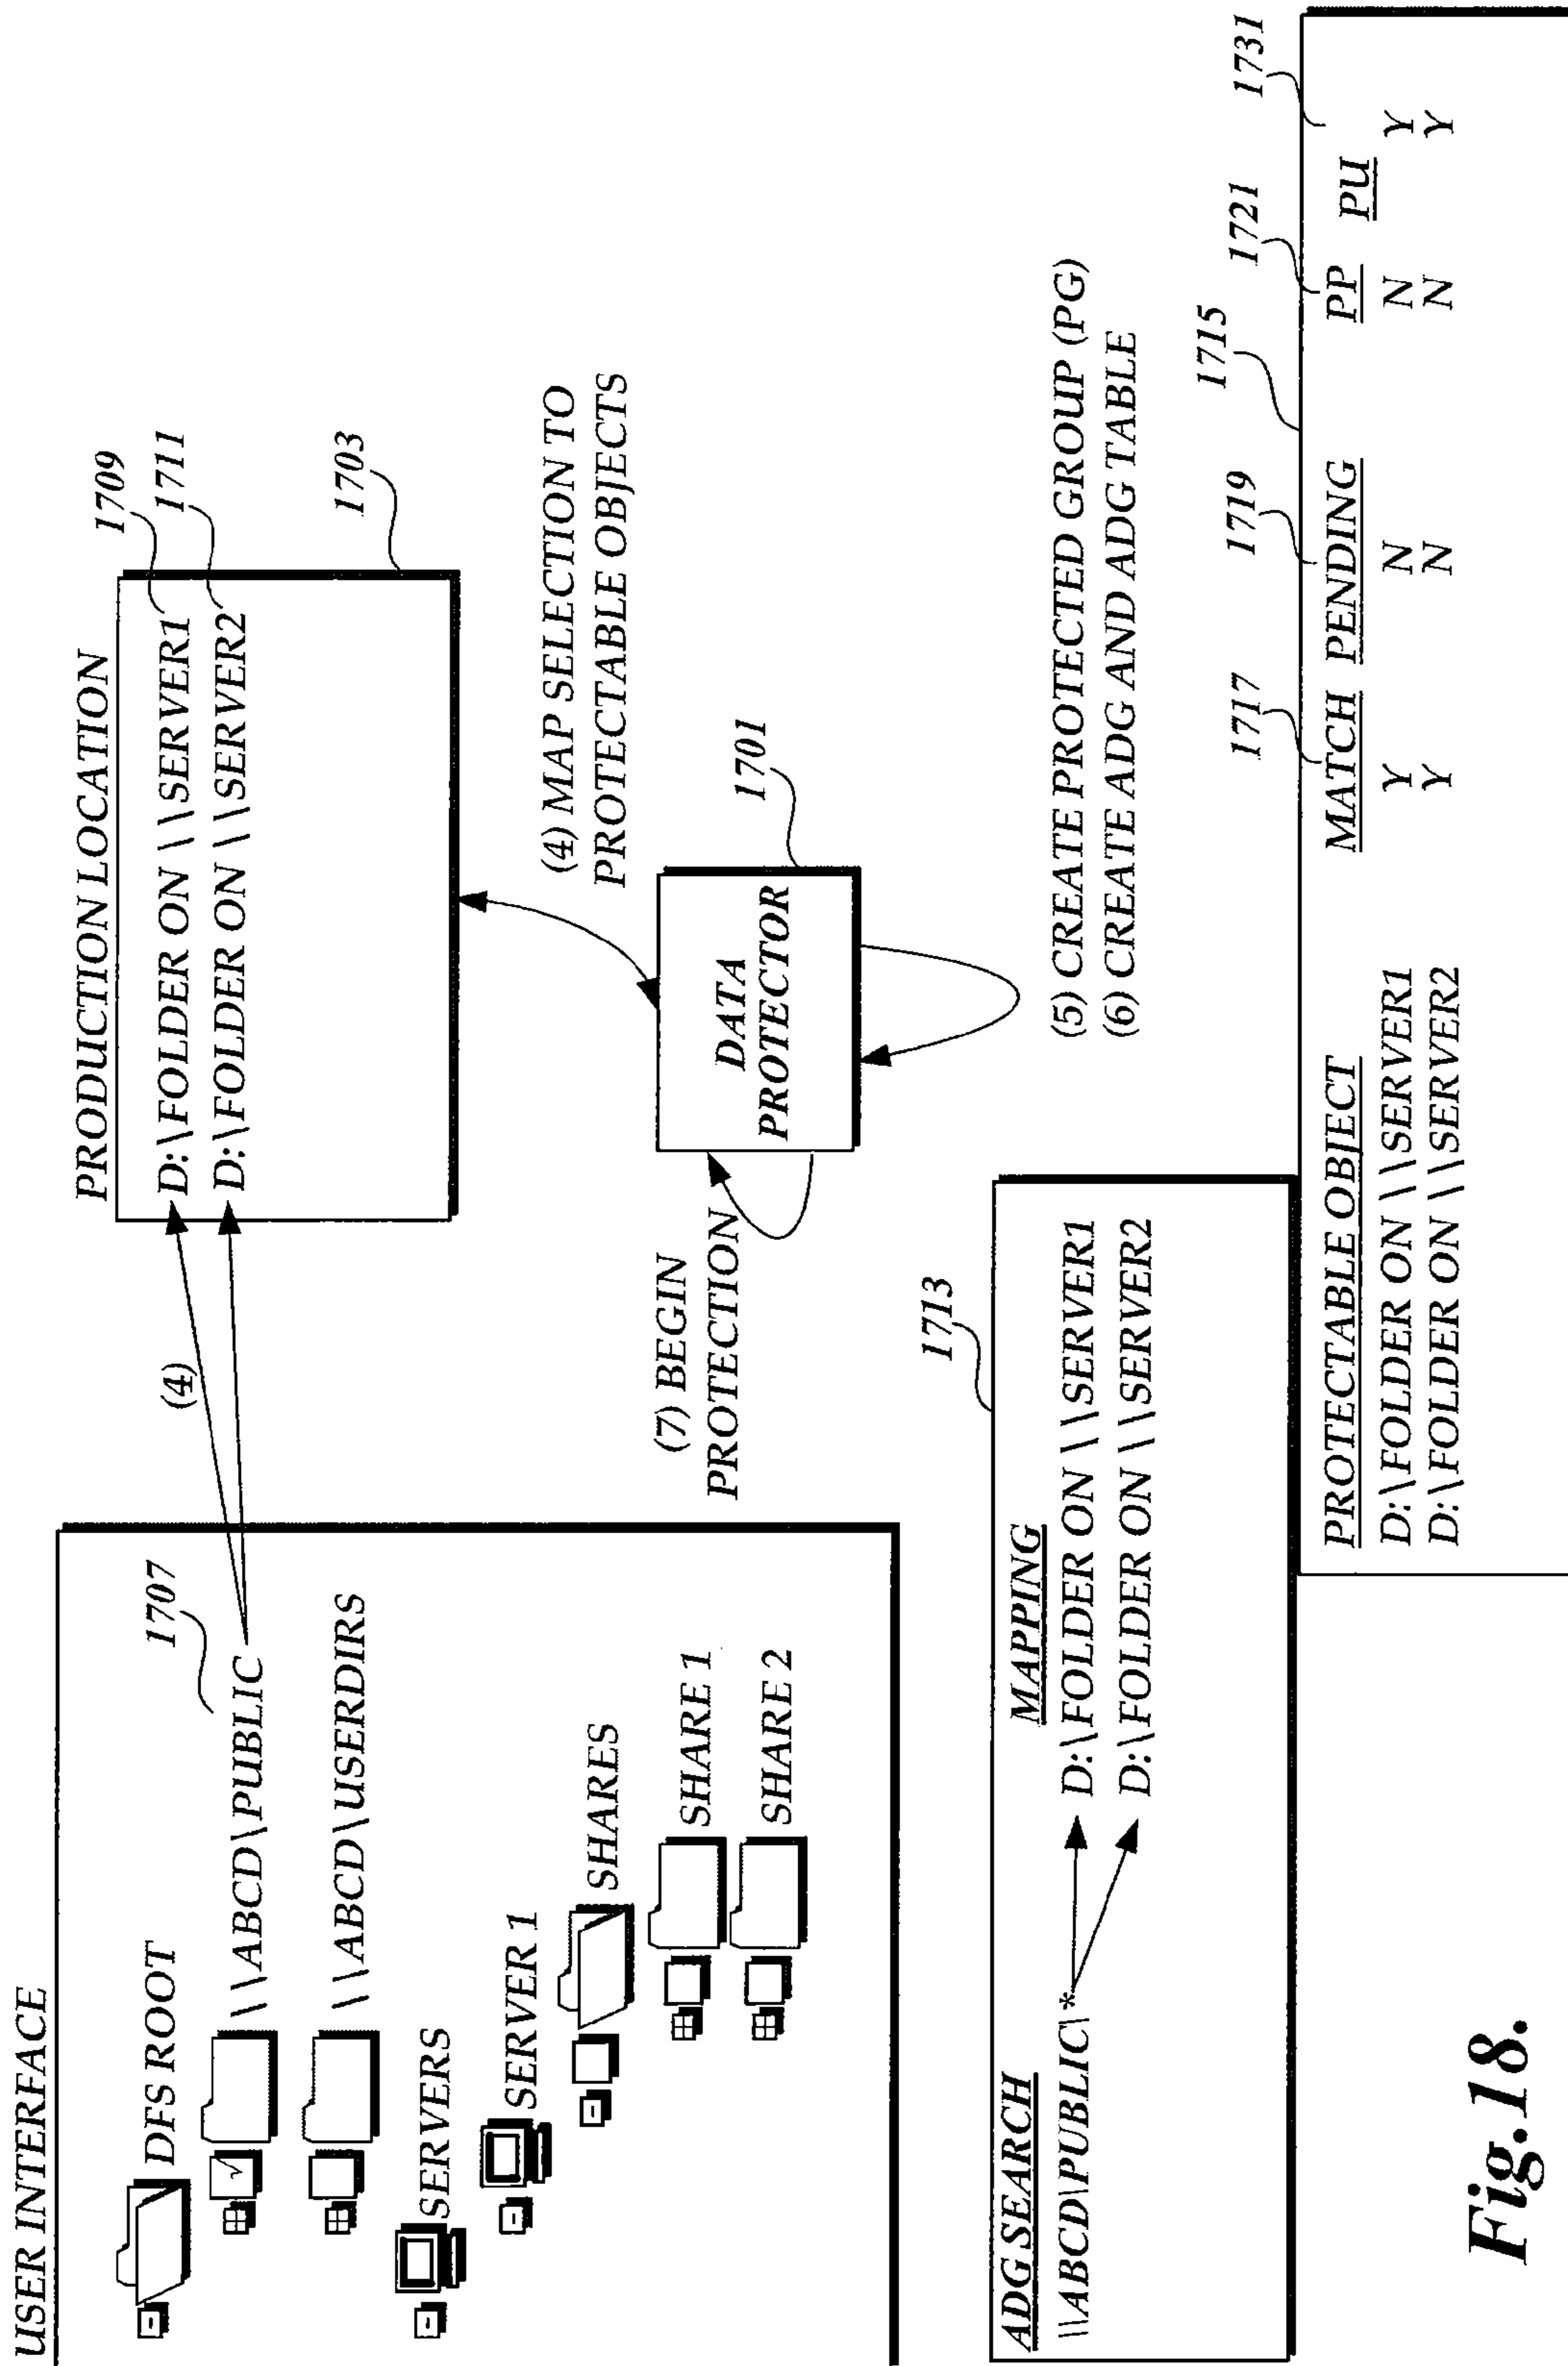 USER INTERFACE
DFS ROOT
1707
\\ABCD\PUBLIC
\\ABCD\USERDIRS
SERVERS
SERVER 1
SHARES
SHARE 1
SHARE 2
(4)
PRODUCTION LOCATION
D:\FOLDER ON \\SERVER1
D:\FOLDER ON \\SERVER2
1709
1711
1703
(4) MAP SELECTION TO
PROTECTABLE OBJECTS
1701
DATA
PROTECTOR
(7) BEGIN
PROTECTION
(5) CREATE PROTECTED GROUP (PG)
(6) CREATE ADG AND ADG TABLE
1713
ADG SEARCH MAPPING
\\ABCD\PUBLIC\* D:\FOLDER ON \\SERVER1
D:\FOLDER ON \\SERVER2
1717 1719 1715 1721 1731
PROTECTABLE OBJECT MATCH PENDING PP PU
D:\FOLDER ON \\SERVER1 Y N N Y
D:\FOLDER ON \\SERVER2 Y N N Y
Fig.18.